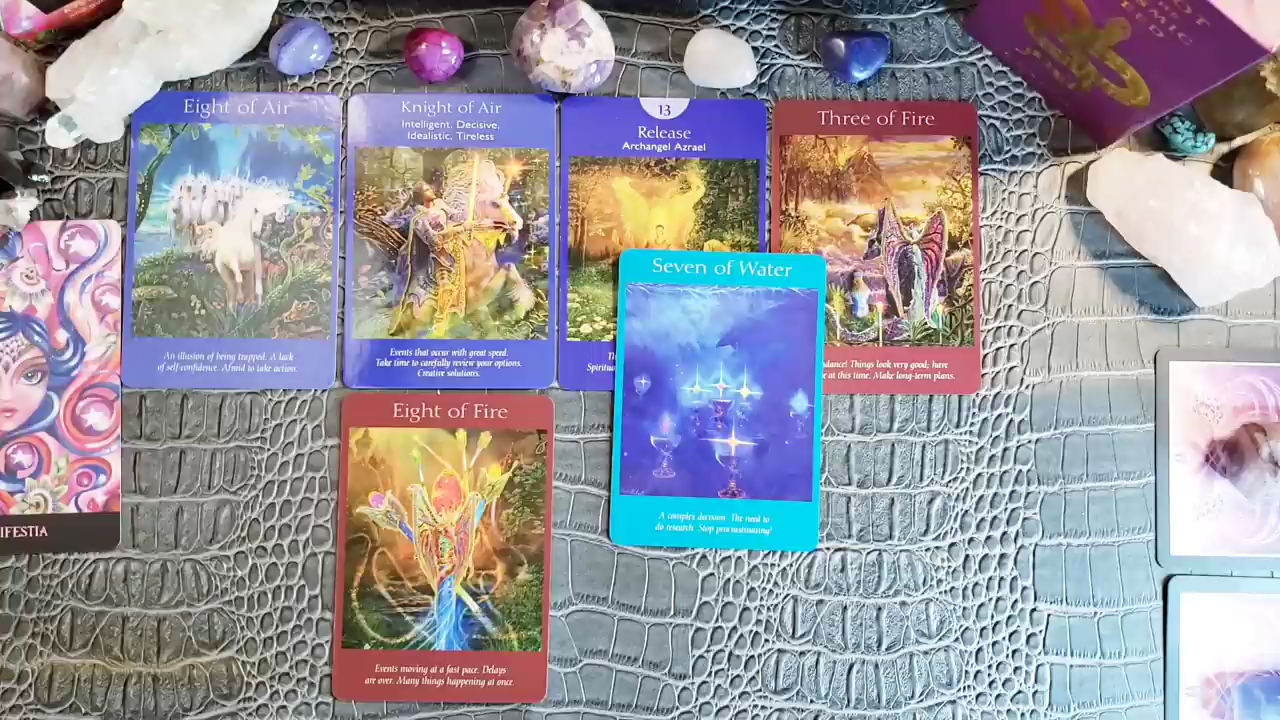 Eight of Air
An illusion of being trapped. A lack
of self-confidence. Afraid to take action.
Knight of Air
Intelligent, Decisive,
Idealistic, Tireless
Events that occur with great speed.
Take time to carefully review your options.
Creative solutions.
13
Release
Archangel Azrael
Th
Spiritua
Three of Fire
dance! Things look very good; have
e at this time. Make long-term plans.
Seven of Water
A complex decision. The need to
do research. Stop procrastinating!
Eight of Fire
Events moving at a fast pace. Delays
are over. Many things happening at once.
IFESTIA